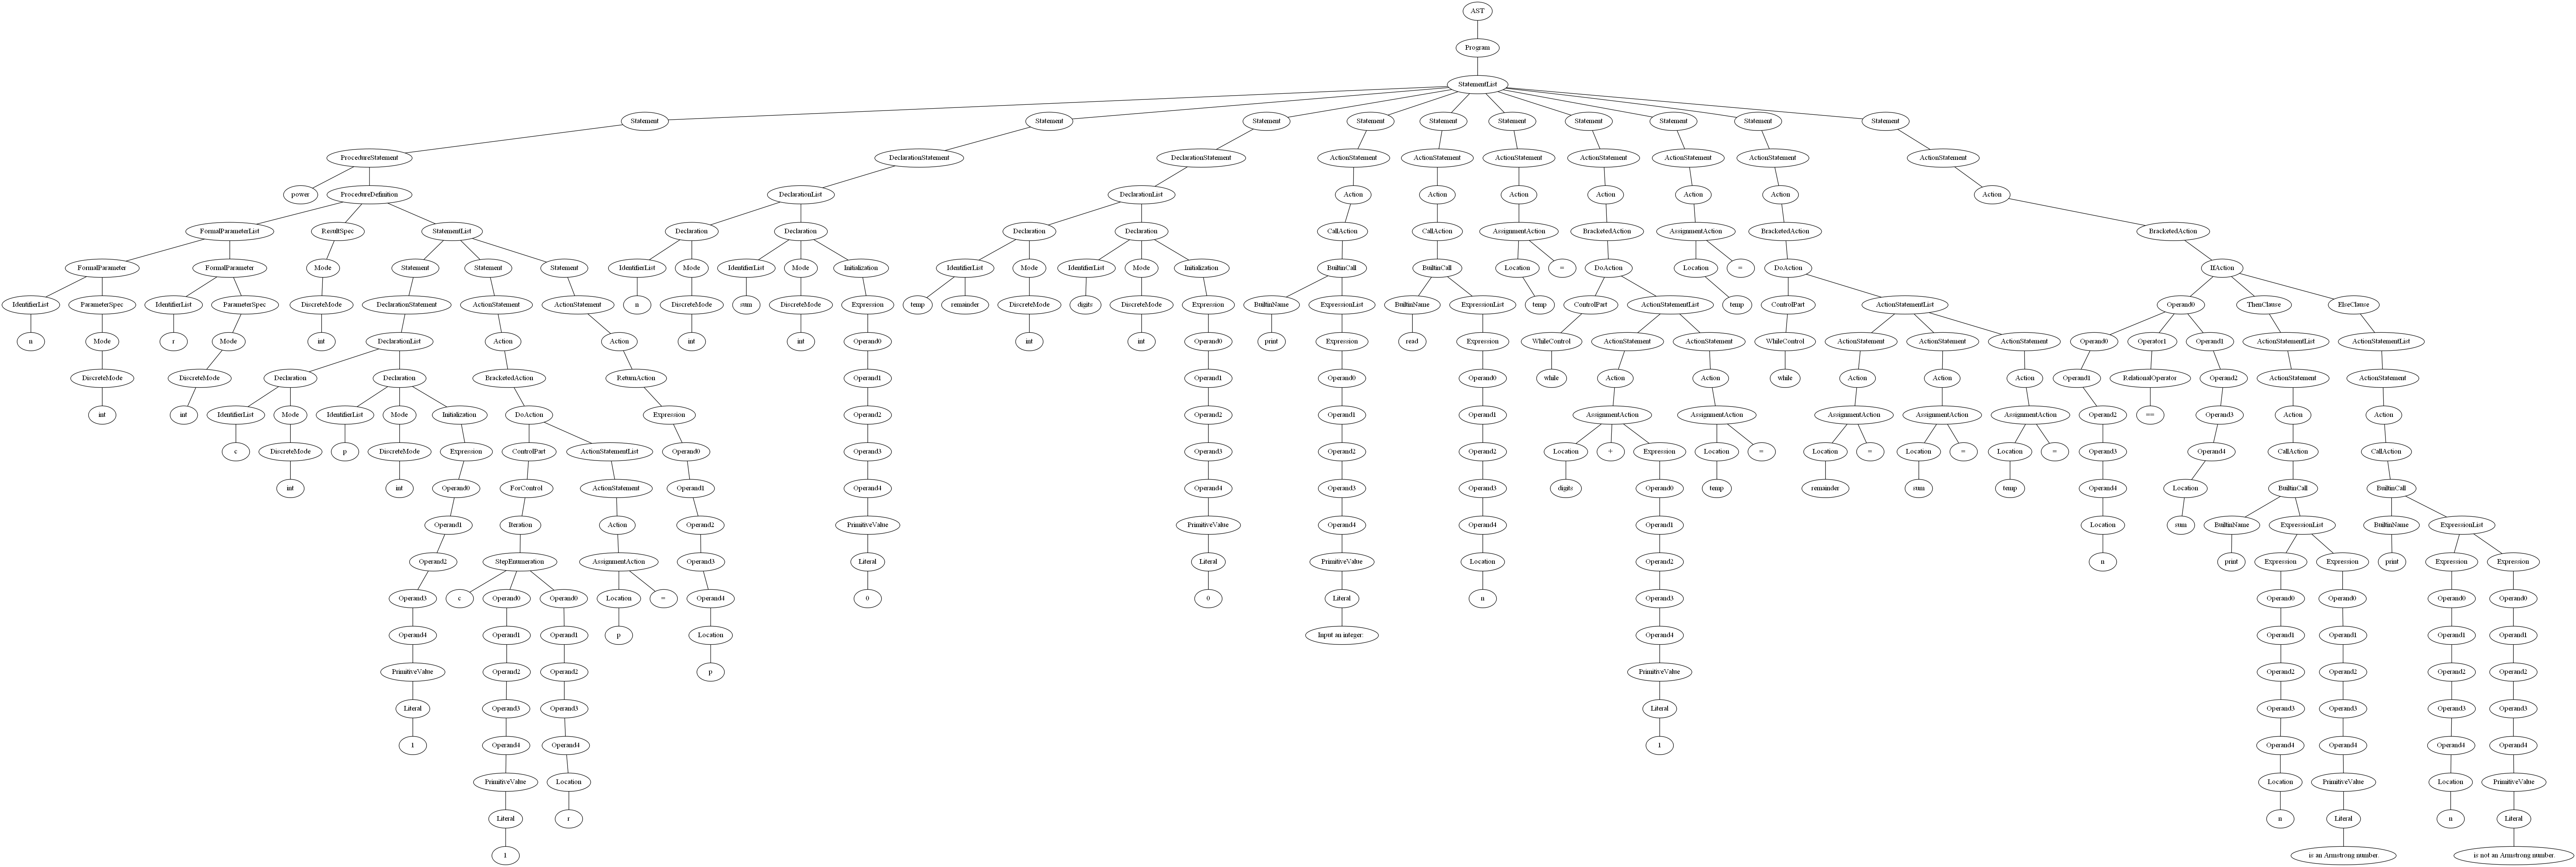 AST
Program
StatementList
Statement Statement Statement Statement Statement Statement Statement Statement Statement Statement
ProcedureStatement DeclarationStatement DeclarationStatement ActionStatement ActionStatement ActionStatement ActionStatement ActionStatement ActionStatement ActionStatement
power ProcedureDefinition DeclarationList DeclarationList Action Action Action Action Action Action Action
FormalParameterList ResultSpec StatementList Declaration Declaration Declaration Declaration CallAction CallAction AssignmentAction BracketedAction AssignmentAction BracketedAction BracketedAction
FormalParameter FormalParameter Mode Statement Statement Statement IdentifierList Mode IdentifierList Mode Initialization IdentifierList Mode IdentifierList Mode Initialization BuiltinCall BuiltinCall Location = DoAction Location = DoAction IfAction
IdentifierList ParameterSpec IdentifierList ParameterSpec DiscreteMode DeclarationStatement ActionStatement ActionStatement n DiscreteMode sum DiscreteMode Expression temp remainder DiscreteMode digits DiscreteMode Expression BuiltinName ExpressionList BuiltinName ExpressionList temp ControlPart ActionStatementList temp ControlPart ActionStatementList Operand0 ThenClause ElseClause
n Mode r Mode int DeclarationList Action Action int int Operand0 int int Operand0 print Expression read Expression WhileControl ActionStatement ActionStatement WhileControl ActionStatement ActionStatement ActionStatement Operand0 Operator1 Operand1 ActionStatementList ActionStatementList
DiscreteMode DiscreteMode Declaration Declaration BracketedAction ReturnAction Operand1 Operand1 Operand0 Operand0 while Action Action while Action Action Action Operand1 RelationalOperator Operand2 ActionStatement ActionStatement
int int IdentifierList Mode IdentifierList Mode Initialization DoAction Expression Operand2 Operand2 Operand1 Operand1 AssignmentAction AssignmentAction AssignmentAction AssignmentAction AssignmentAction Operand2 == Operand3 Action Action
c DiscreteMode p DiscreteMode Expression ControlPart ActionStatementList Operand0 Operand3 Operand3 Operand2 Operand2 Location + Expression Location = Location = Location = Location = Operand3 Operand4 CallAction CallAction
int int Operand0 ForControl ActionStatement Operand1 Operand4 Operand4 Operand3 Operand3 digits Operand0 temp remainder sum temp Operand4 Location BuiltinCall BuiltinCall
Operand1 Iteration Action Operand2 PrimitiveValue PrimitiveValue Operand4 Operand4 Operand1 Location sum BuiltinName ExpressionList BuiltinName ExpressionList
Operand2 StepEnumeration AssignmentAction Operand3 Literal Literal PrimitiveValue Location Operand2 n print Expression Expression print Expression Expression
Operand3 c Operand0 Operand0 Location = Operand4 0 0 Literal n Operand3 Operand0 Operand0 Operand0 Operand0
Operand4 Operand1 Operand1 p Location Input an integer: Operand4 Operand1 Operand1 Operand1 Operand1
PrimitiveValue Operand2 Operand2 p PrimitiveValue Operand2 Operand2 Operand2 Operand2
Literal Operand3 Operand3 Literal Operand3 Operand3 Operand3 Operand3
1 Operand4 Operand4 1 Operand4 Operand4 Operand4 Operand4
PrimitiveValue Location Location PrimitiveValue Location PrimitiveValue
Literal r n Literal n Literal
1 is an Armstrong number. is not an Armstrong number.